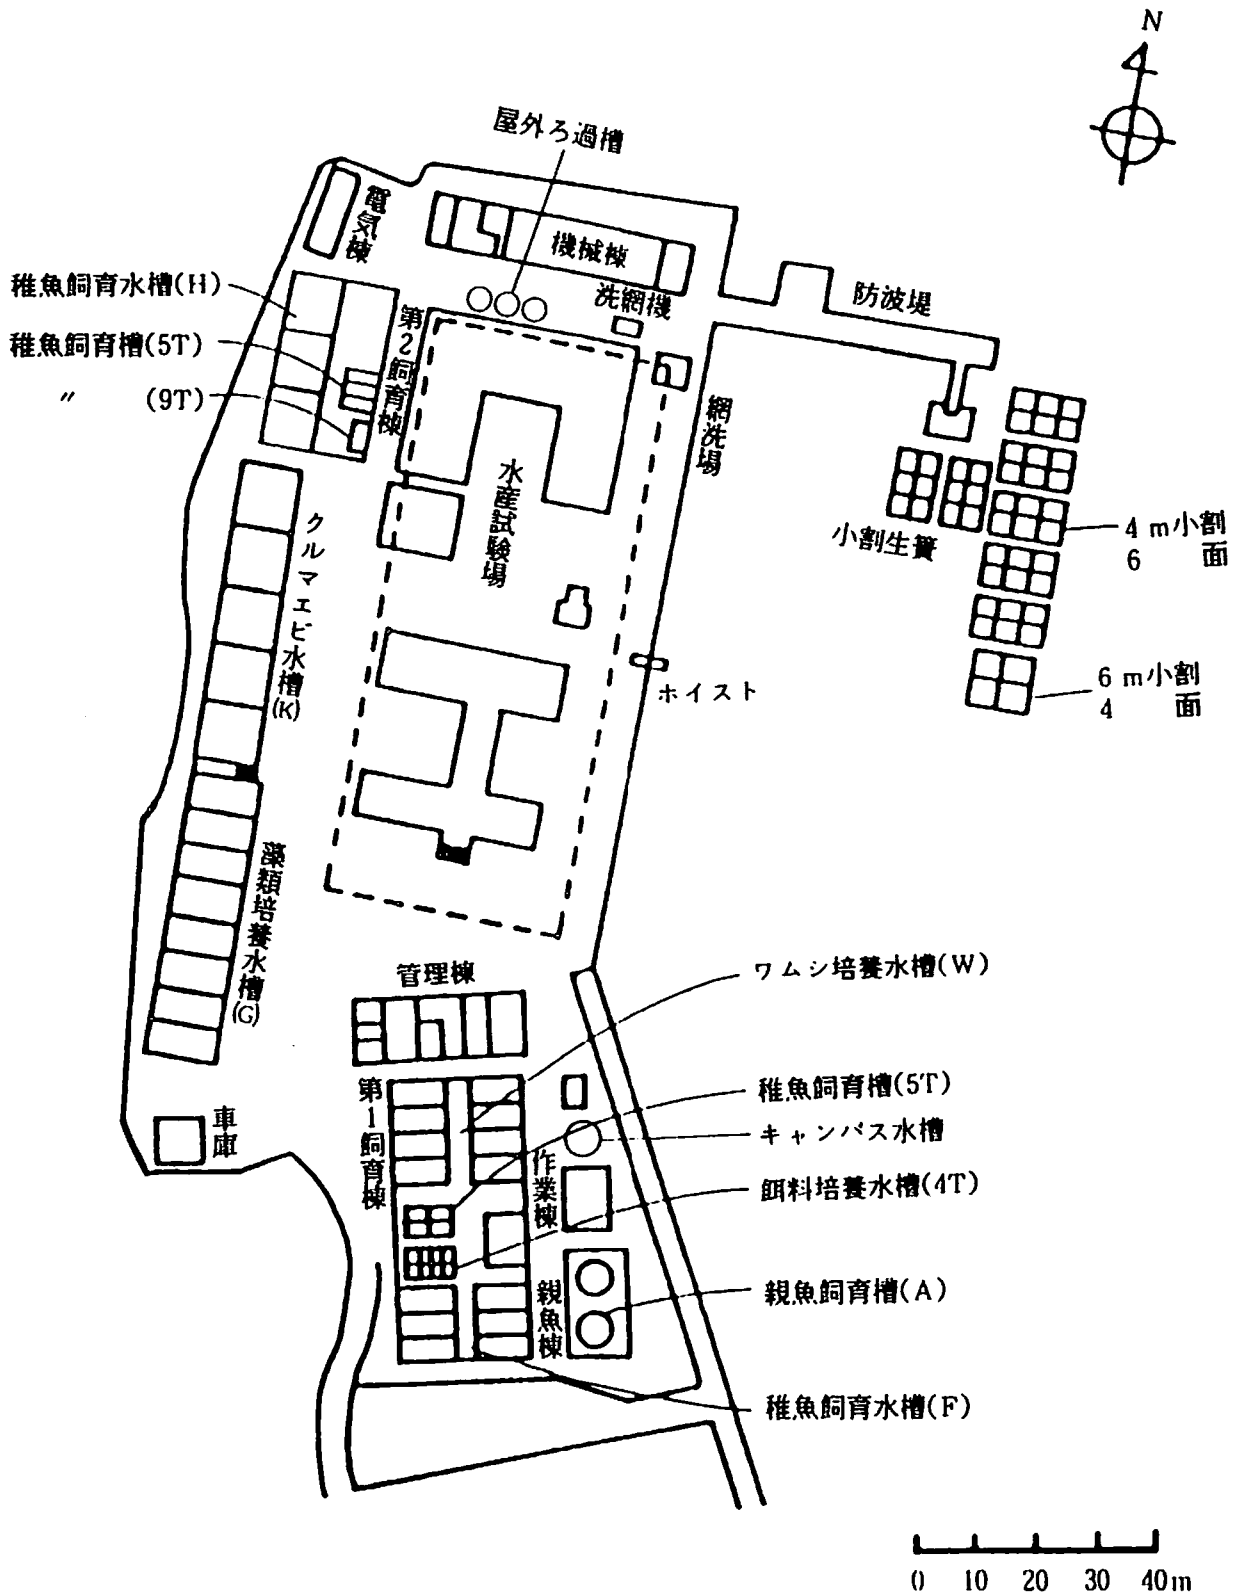 N
屋外ろ過槽
電気棟
機械棟
洗網機
防波堤
稚魚飼育水槽(H)
稚魚飼育槽(5T)
〃 (9T)
第2飼育棟
網洗場
水産試験場
小割生簀
4m小割
6 面
クルマエビ水槽(K)
ホイスト
6m小割
4 面
藻類培養水槽(G)
管理棟
ワムシ培養水槽(W)
第1飼育棟
稚魚飼育槽(5T)
キャンバス水槽
車庫
作業棟
餌料培養水槽(4T)
親魚棟
親魚飼育槽(A)
稚魚飼育水槽(F)
0 10 20 30 40m